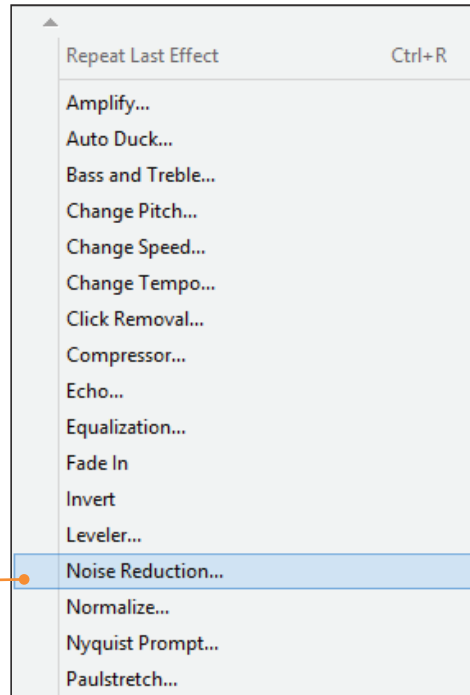 Repeat Last Effect Ctrl+R
Amplify...
Auto Duck...
Bass and Treble...
Change Pitch...
Change Speed...
Change Tempo...
Click Removal...
Compressor...
Echo...
Equalization...
Fade In
Invert
Leveler...
Noise Reduction...
Normalize...
Nyquist Prompt...
Paulstretch...